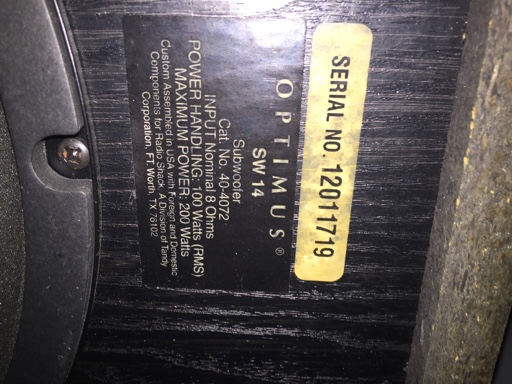 SERIAL NO. 12011719
OPTIMUS®
SW 14
Subwoofer
Cat. No. 40-4072
INPUT Nominal 8 Ohms
POWER HANDLING: 100 Watts (RMS)
MAXIMUM POWER: 200 Watts
Custom Assembled in USA with Foreign and Domestic
Components for Radio Shack, A Division of Tandy
Corporation, FT. Worth, TX 76102